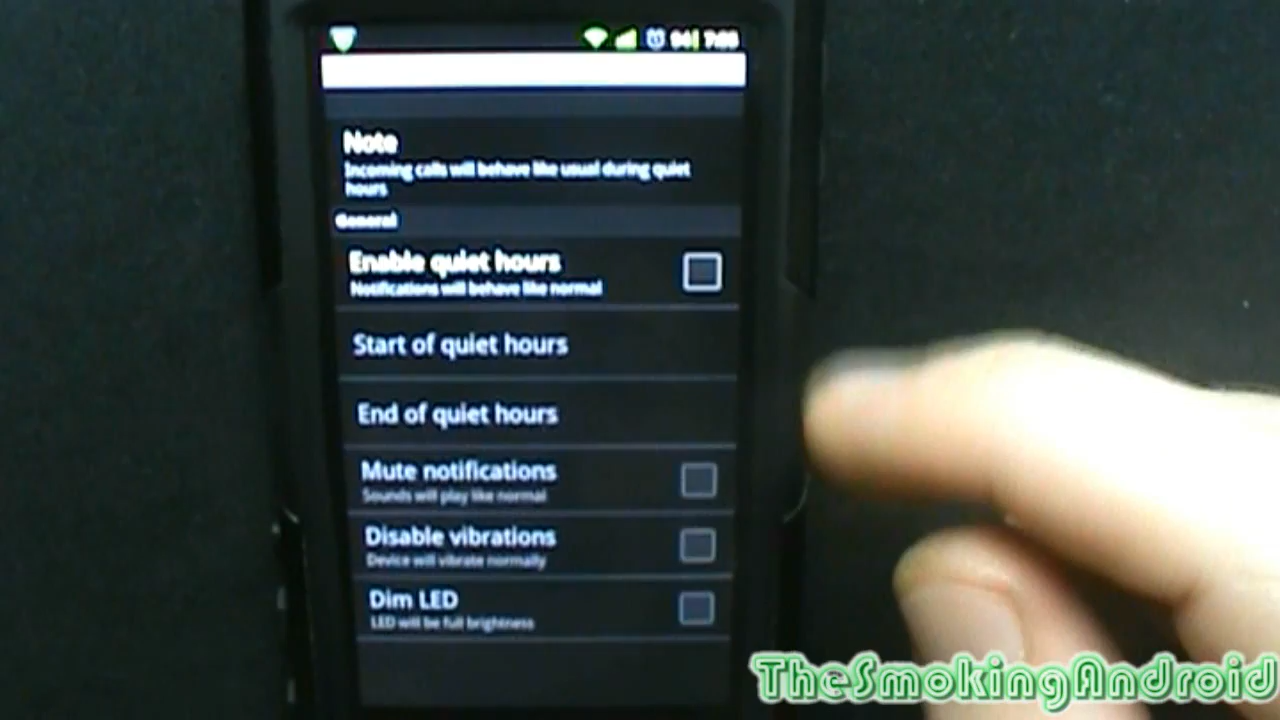 Note
Incoming calls will behave like usual during quiet
hours
General
Enable quiet hours
Notifications will behave like normal
Start of quiet hours
End of quiet hours
Mute notifications
Sounds will play like normal
Disable vibrations
Device will vibrate normally
Dim LED
LED will be full brightness
TheSmokingAndroid